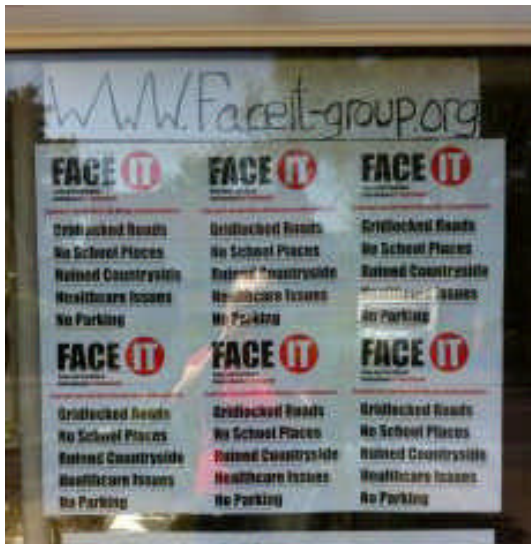 WWW.Faceit-group.org
FACE IT FACE IT FACE IT
Gridlocked Roads Gridlocked Roads Gridlocked Roads
No School Places No School Places No School Places
Ruined Countryside Ruined Countryside Ruined Countryside
Healthcare Issues Healthcare Issues Healthcare Issues
No Parking No Parking No Parking
FACE IT FACE IT FACE IT
Gridlocked Roads Gridlocked Roads Gridlocked Roads
No School Places No School Places No School Places
Ruined Countryside Ruined Countryside Ruined Countryside
Healthcare Issues Healthcare Issues Healthcare Issues
No Parking No Parking No Parking